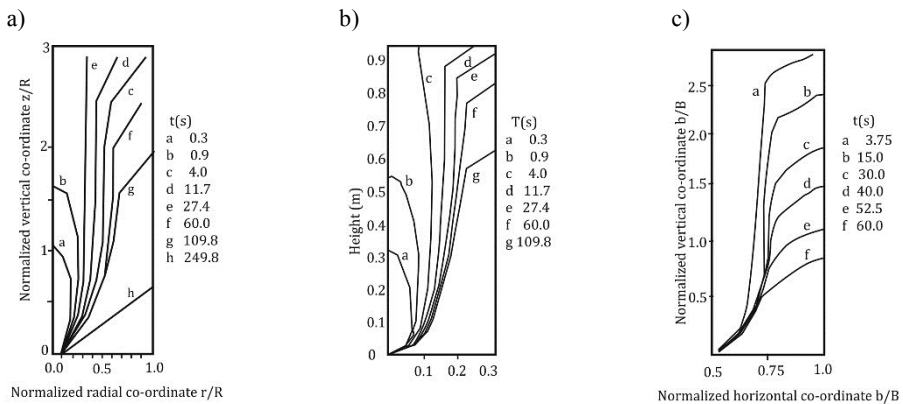 a)
3
2
1
0
0.0
0.5
1.0
Normalized vertical co-ordinate z/R
Normalized radial co-ordinate r/R
e
d
c
f
b
g
a
h
t(s)
a 0.3
b 0.9
c 4.0
d 11.7
e 27.4
f 60.0
g 109.8
h 249.8
b)
0.9
0.8
0.7
0.6
0.5
0.4
0.3
0.2
0.1
0
0.1
0.2
0.3
Height (m)
d
c
e
f
b
g
a
T(s)
a 0.3
b 0.9
c 4.0
d 11.7
e 27.4
f 60.0
g 109.8
c)
2.5
2.0
1.5
1.0
0.5
0.5
0.75
1.0
Normalized vertical co-ordinate b/B
Normalized horizontal co-ordinate b/B
a
b
c
d
e
f
t(s)
a 3.75
b 15.0
c 30.0
d 40.0
e 52.5
f 60.0